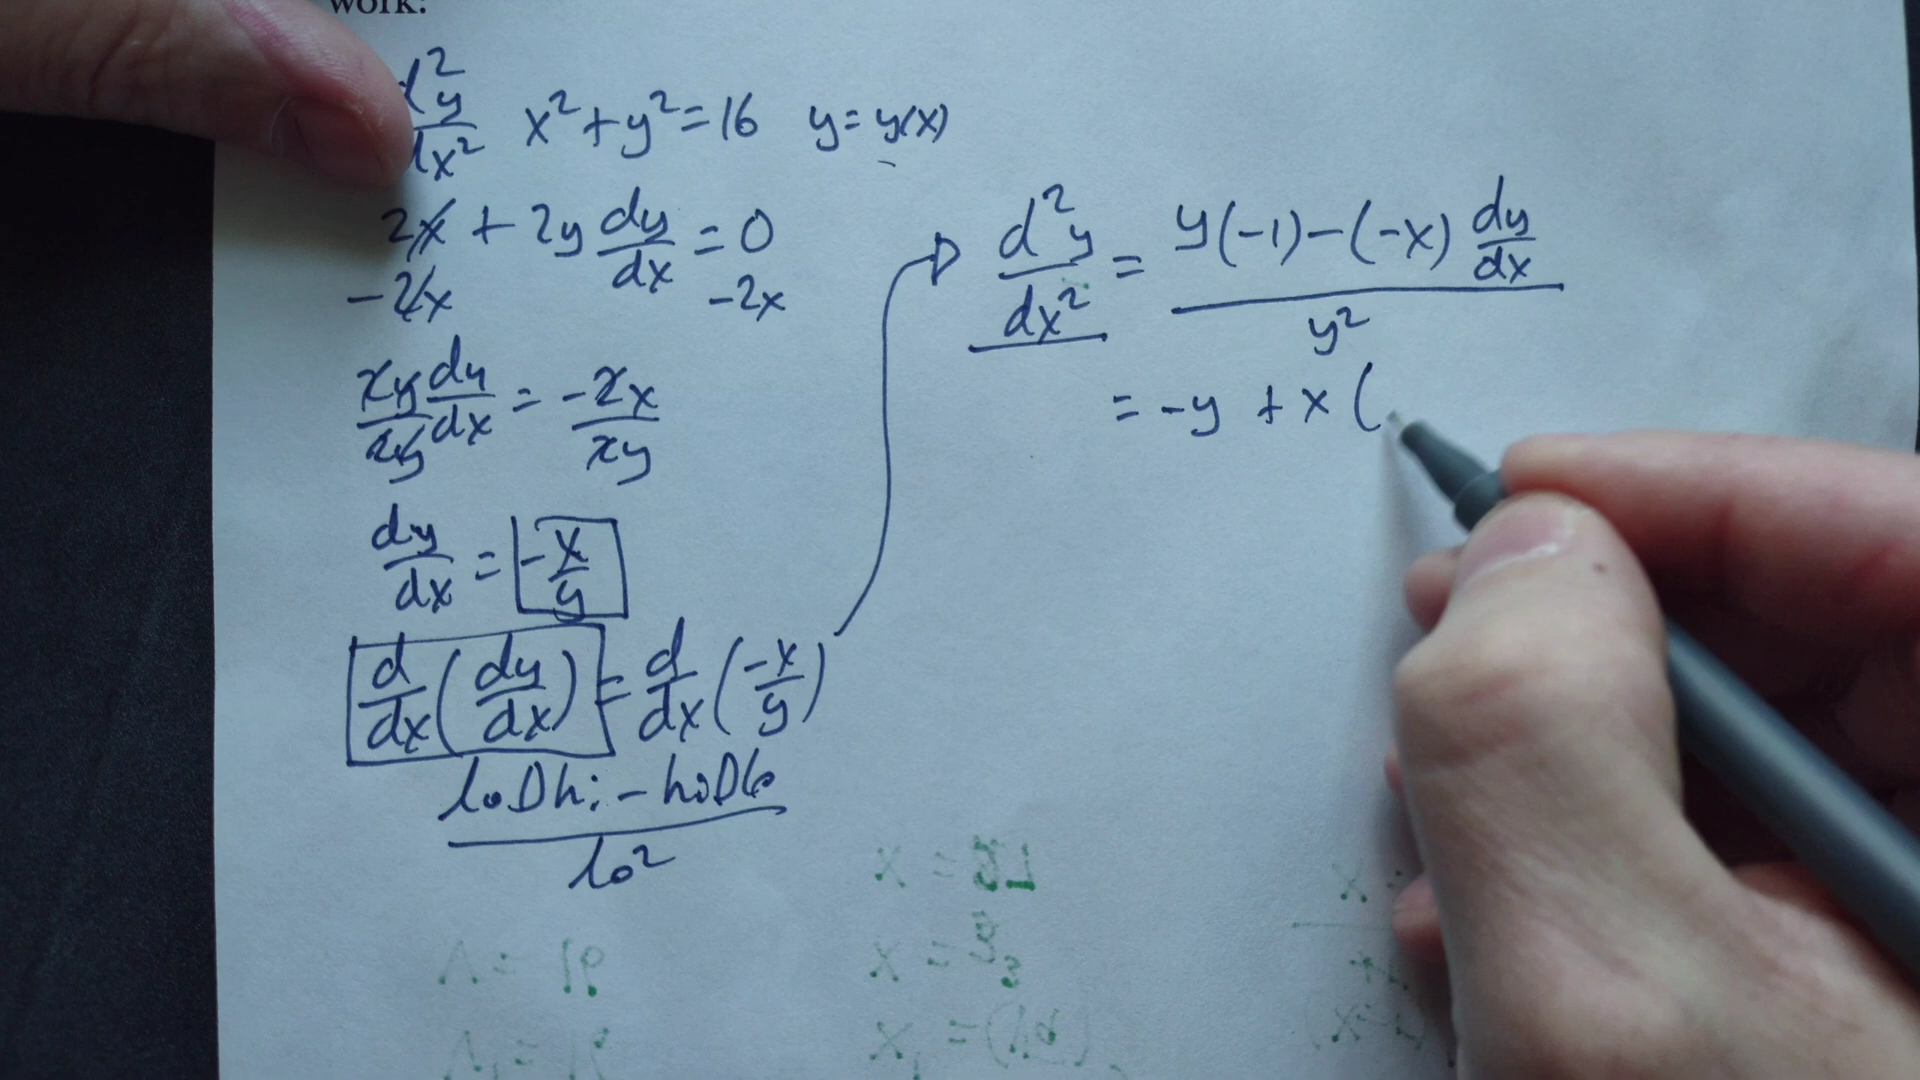 work:
d²y/dx² x²+y²=16 y=y(x)
2x + 2y dy/dx = 0
-2x -2x
2y/2y dy/dx = -2x/2y
dy/dx = -x/y
d/dx(dy/dx) = d/dx(-x/y)
loDhi - hiDlo
lo²
d²y/dx² = y(-1)-(-x) dy/dx
y²
= -y + x (